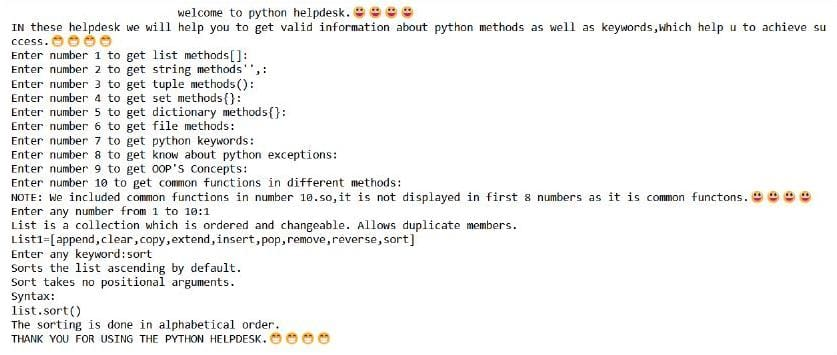 welcome to python helpdesk.😀😀😀😀
IN these helpdesk we will help you to get valid information about python methods as well as keywords,Which help u to achieve su
ccess.😁😁😁😁
Enter number 1 to get list methods[]:
Enter number 2 to get string methods'',:
Enter number 3 to get tuple methods():
Enter number 4 to get set methods{}:
Enter number 5 to get dictionary methods{}:
Enter number 6 to get file methods:
Enter number 7 to get python keywords:
Enter number 8 to get know about python exceptions:
Enter number 9 to get OOP'S Concepts:
Enter number 10 to get common functions in different methods:
NOTE: We included common functions in number 10.so,it is not displayed in first 8 numbers as it is common functons.😀😀😀😀
Enter any number from 1 to 10:1
List is a collection which is ordered and changeable. Allows duplicate members.
List1=[append,clear,copy,extend,insert,pop,remove,reverse,sort]
Enter any keyword:sort
Sorts the list ascending by default.
Sort takes no positional arguments.
Syntax:
list.sort()
The sorting is done in alphabetical order.
THANK YOU FOR USING THE PYTHON HELPDESK.😁😁😁😁